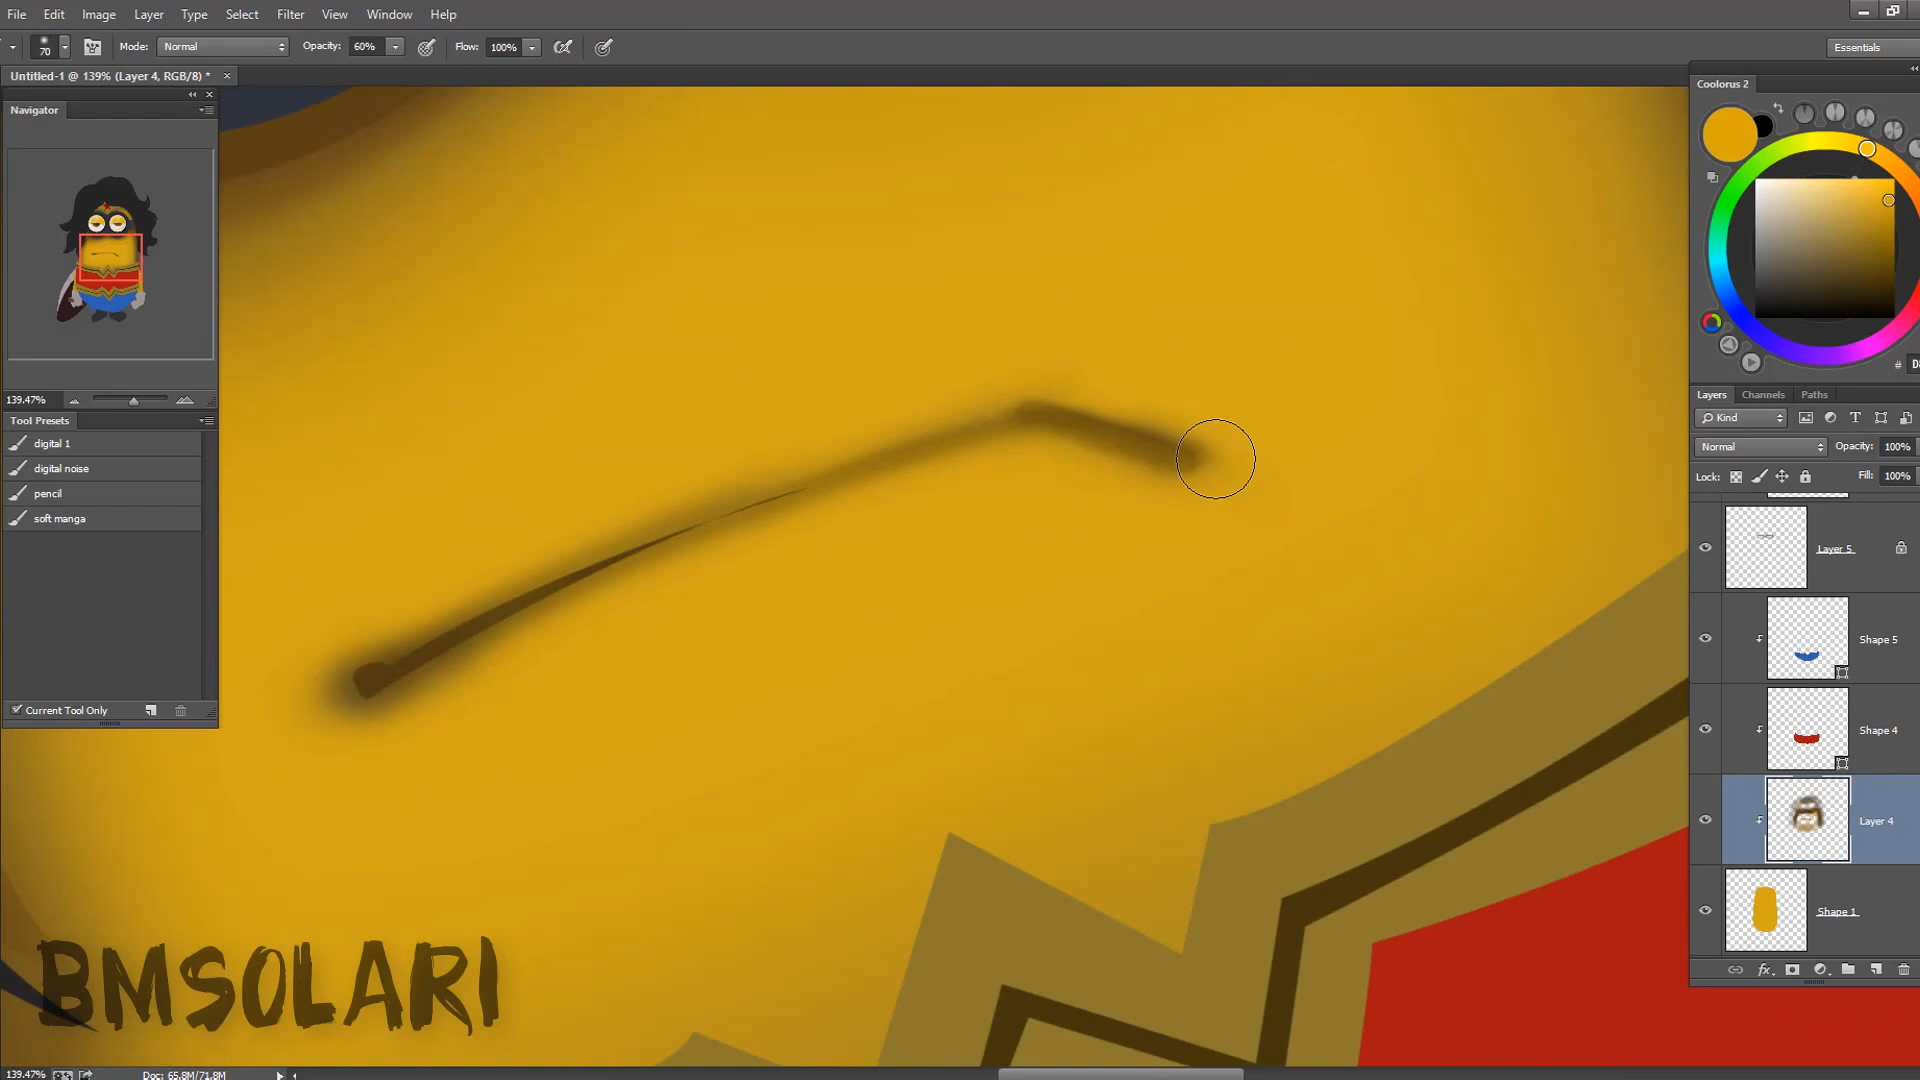 File Edit Image Layer Type Select Filter View Window Help
70 Mode: Normal Opacity: 60% Flow: 100% Essentials
Untitled-1 @ 139% (Layer 4, RGB/8) * ×
Navigator
139.47%
Tool Presets
digital 1
digital noise
pencil
soft manga
Current Tool Only
Coolorus 2
#
Layers Channels Paths
Kind
Normal Opacity: 100%
Lock: Fill: 100%
Layer 5
Shape 5
Shape 4
Layer 4
Shape 1
fx
BMSOLARI
139.47% Doc: 65.8M/71.8M